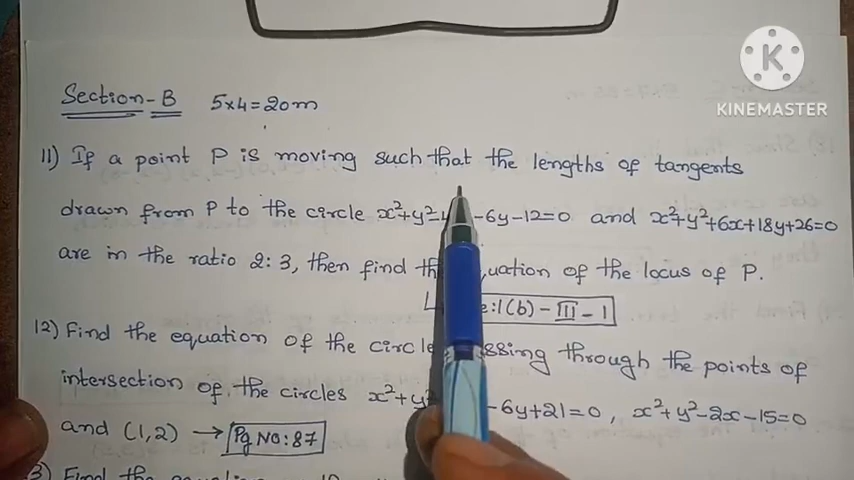 KINEMASTER
Section-B 5×4=20m
11) If a point P is moving such that the lengths of tangents
drawn from P to the circle x²+y²- -6y-12=0 and x²+y²+6x+18y+26=0
are in the ratio 2:3, then find uation of the locus of P.
e:1(b)-III-1
12) Find the equation of the circle ssing through the points of
intersection of the circles x²+y² -6y+21=0, x²+y²-2x-15=0
and (1,2) → Pg NO:87